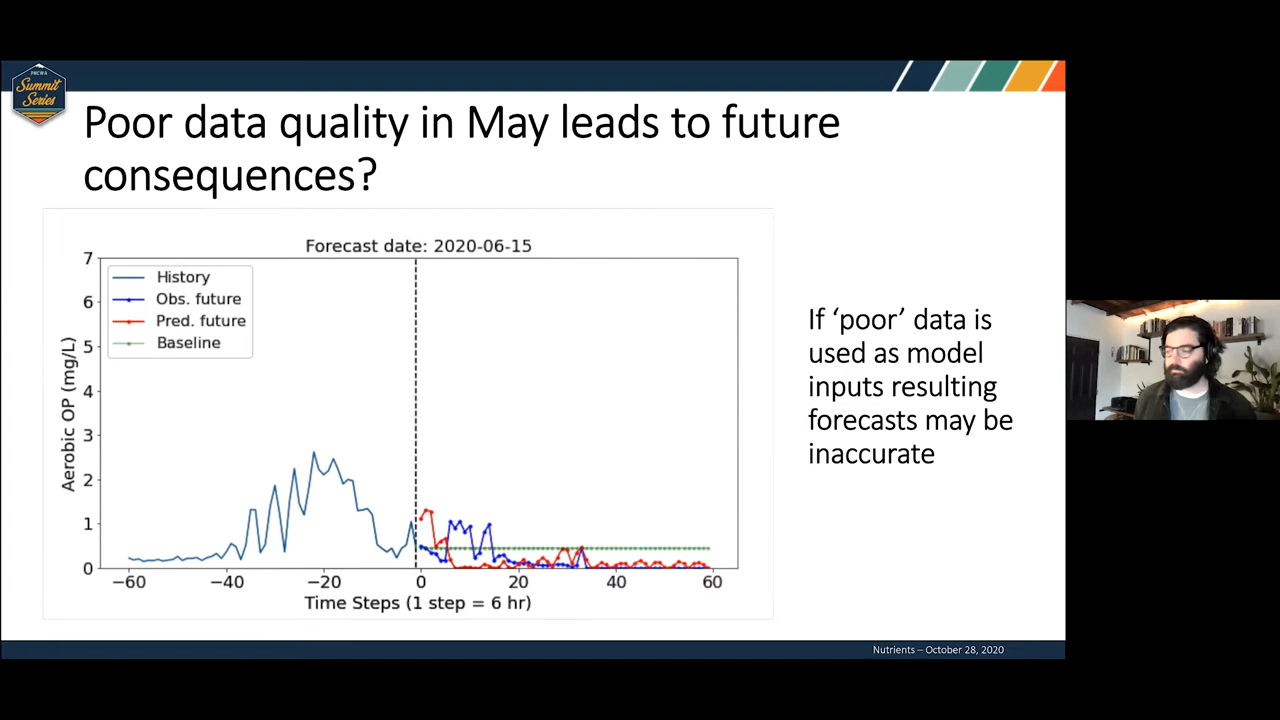 PNCWA
Summit
Series
Poor data quality in May leads to future
consequences?
Forecast date: 2020-06-15
7
6
5
4
3
2
1
0
Aerobic OP (mg/L)
History
Obs. future
Pred. future
Baseline
−60
−40
−20
0
20
40
60
Time Steps (1 step = 6 hr)
If ‘poor’ data is
used as model
inputs resulting
forecasts may be
inaccurate
Nutrients – October 28, 2020